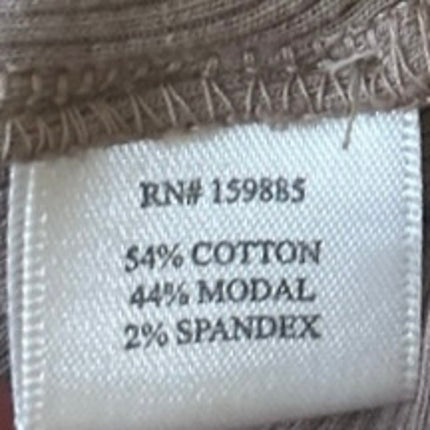 RN# 159885
54% COTTON
44% MODAL
2% SPANDEX